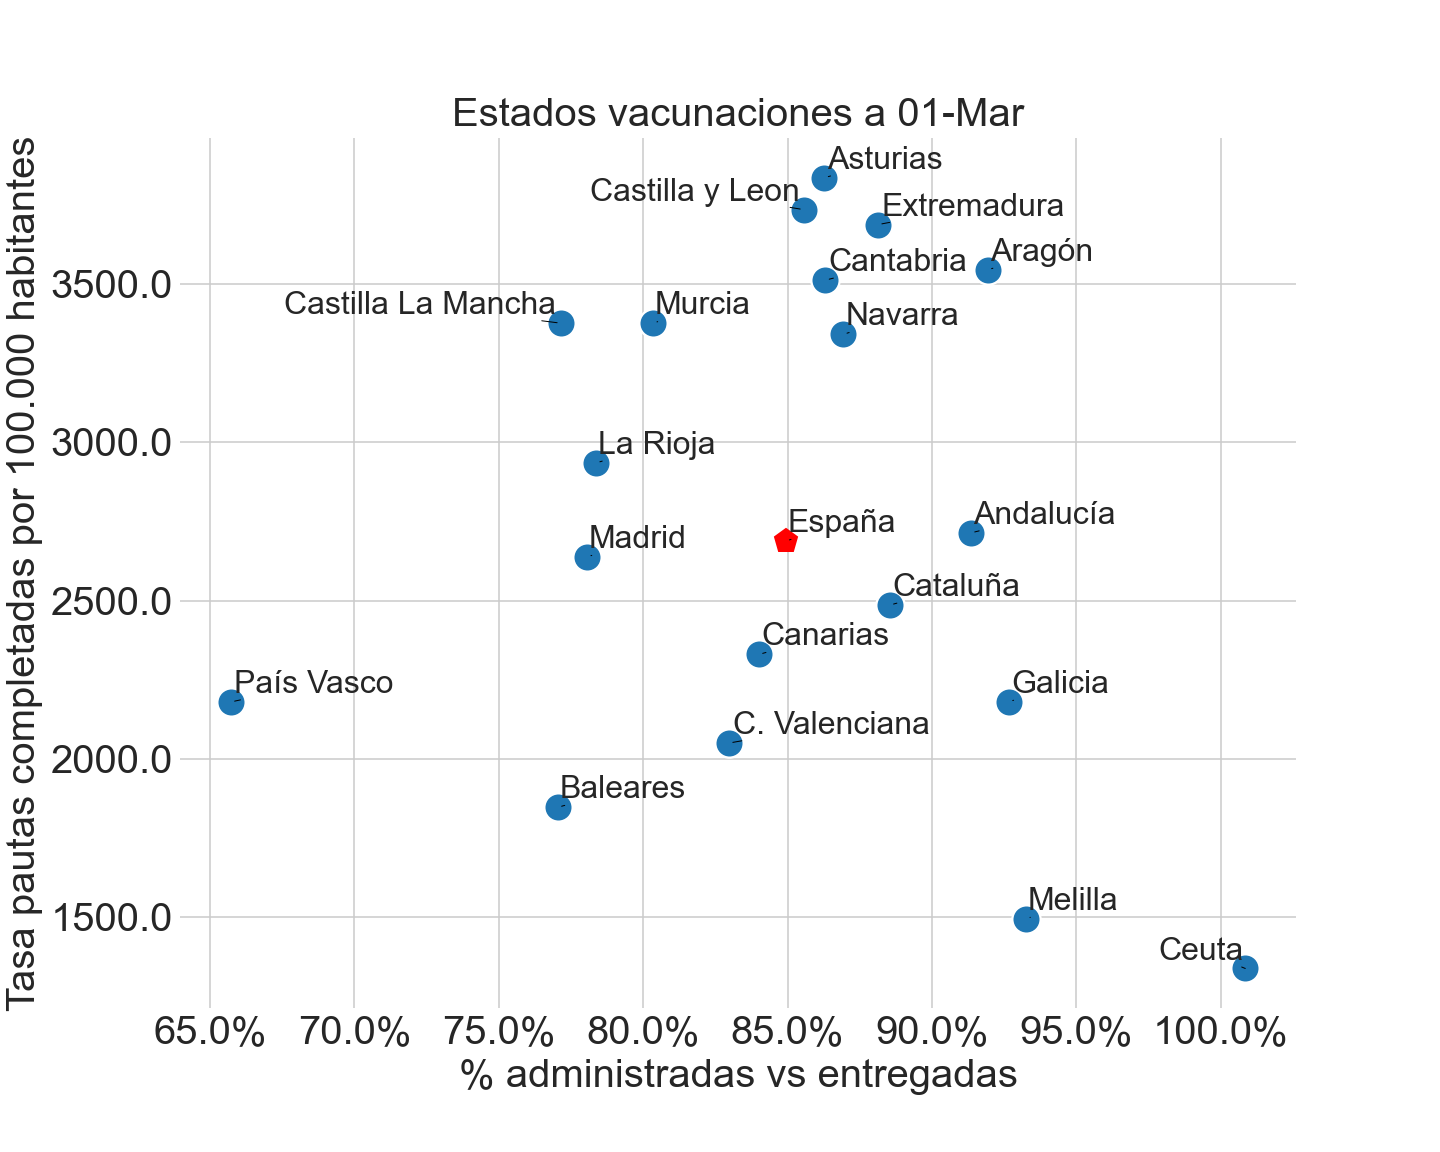 Estados vacunaciones a 01-Mar
Tasa pautas completadas por 100.000 habitantes
3500.0
3000.0
2500.0
2000.0
1500.0
Asturias
Castilla y Leon
Extremadura
Aragón
Cantabria
Castilla La Mancha
Murcia
Navarra
La Rioja
España
Andalucía
Madrid
Cataluña
Canarias
País Vasco
Galicia
C. Valenciana
Baleares
Melilla
Ceuta
65.0% 70.0% 75.0% 80.0% 85.0% 90.0% 95.0% 100.0%
% administradas vs entregadas